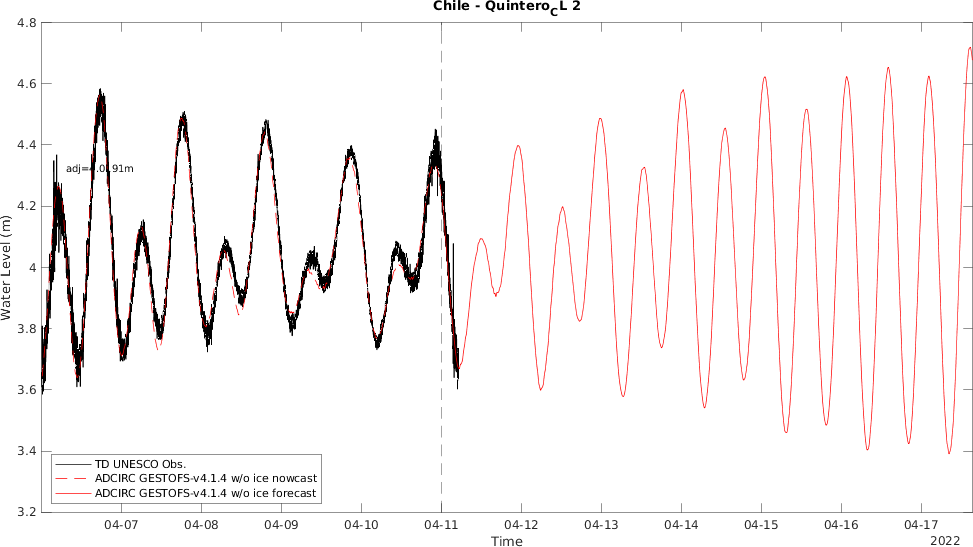 Chile - QuinteroCL 2
4.8
4.6
4.4
4.2
4
3.8
3.6
3.4
3.2
Water Level (m)
TD UNESCO Obs.
ADCIRC GESTOFS-v4.1.4 w/o ice nowcast
ADCIRC GESTOFS-v4.1.4 w/o ice forecast
04-07 04-08 04-09 04-10 04-11 04-12 04-13 04-14 04-15 04-16 04-17
Time
2022